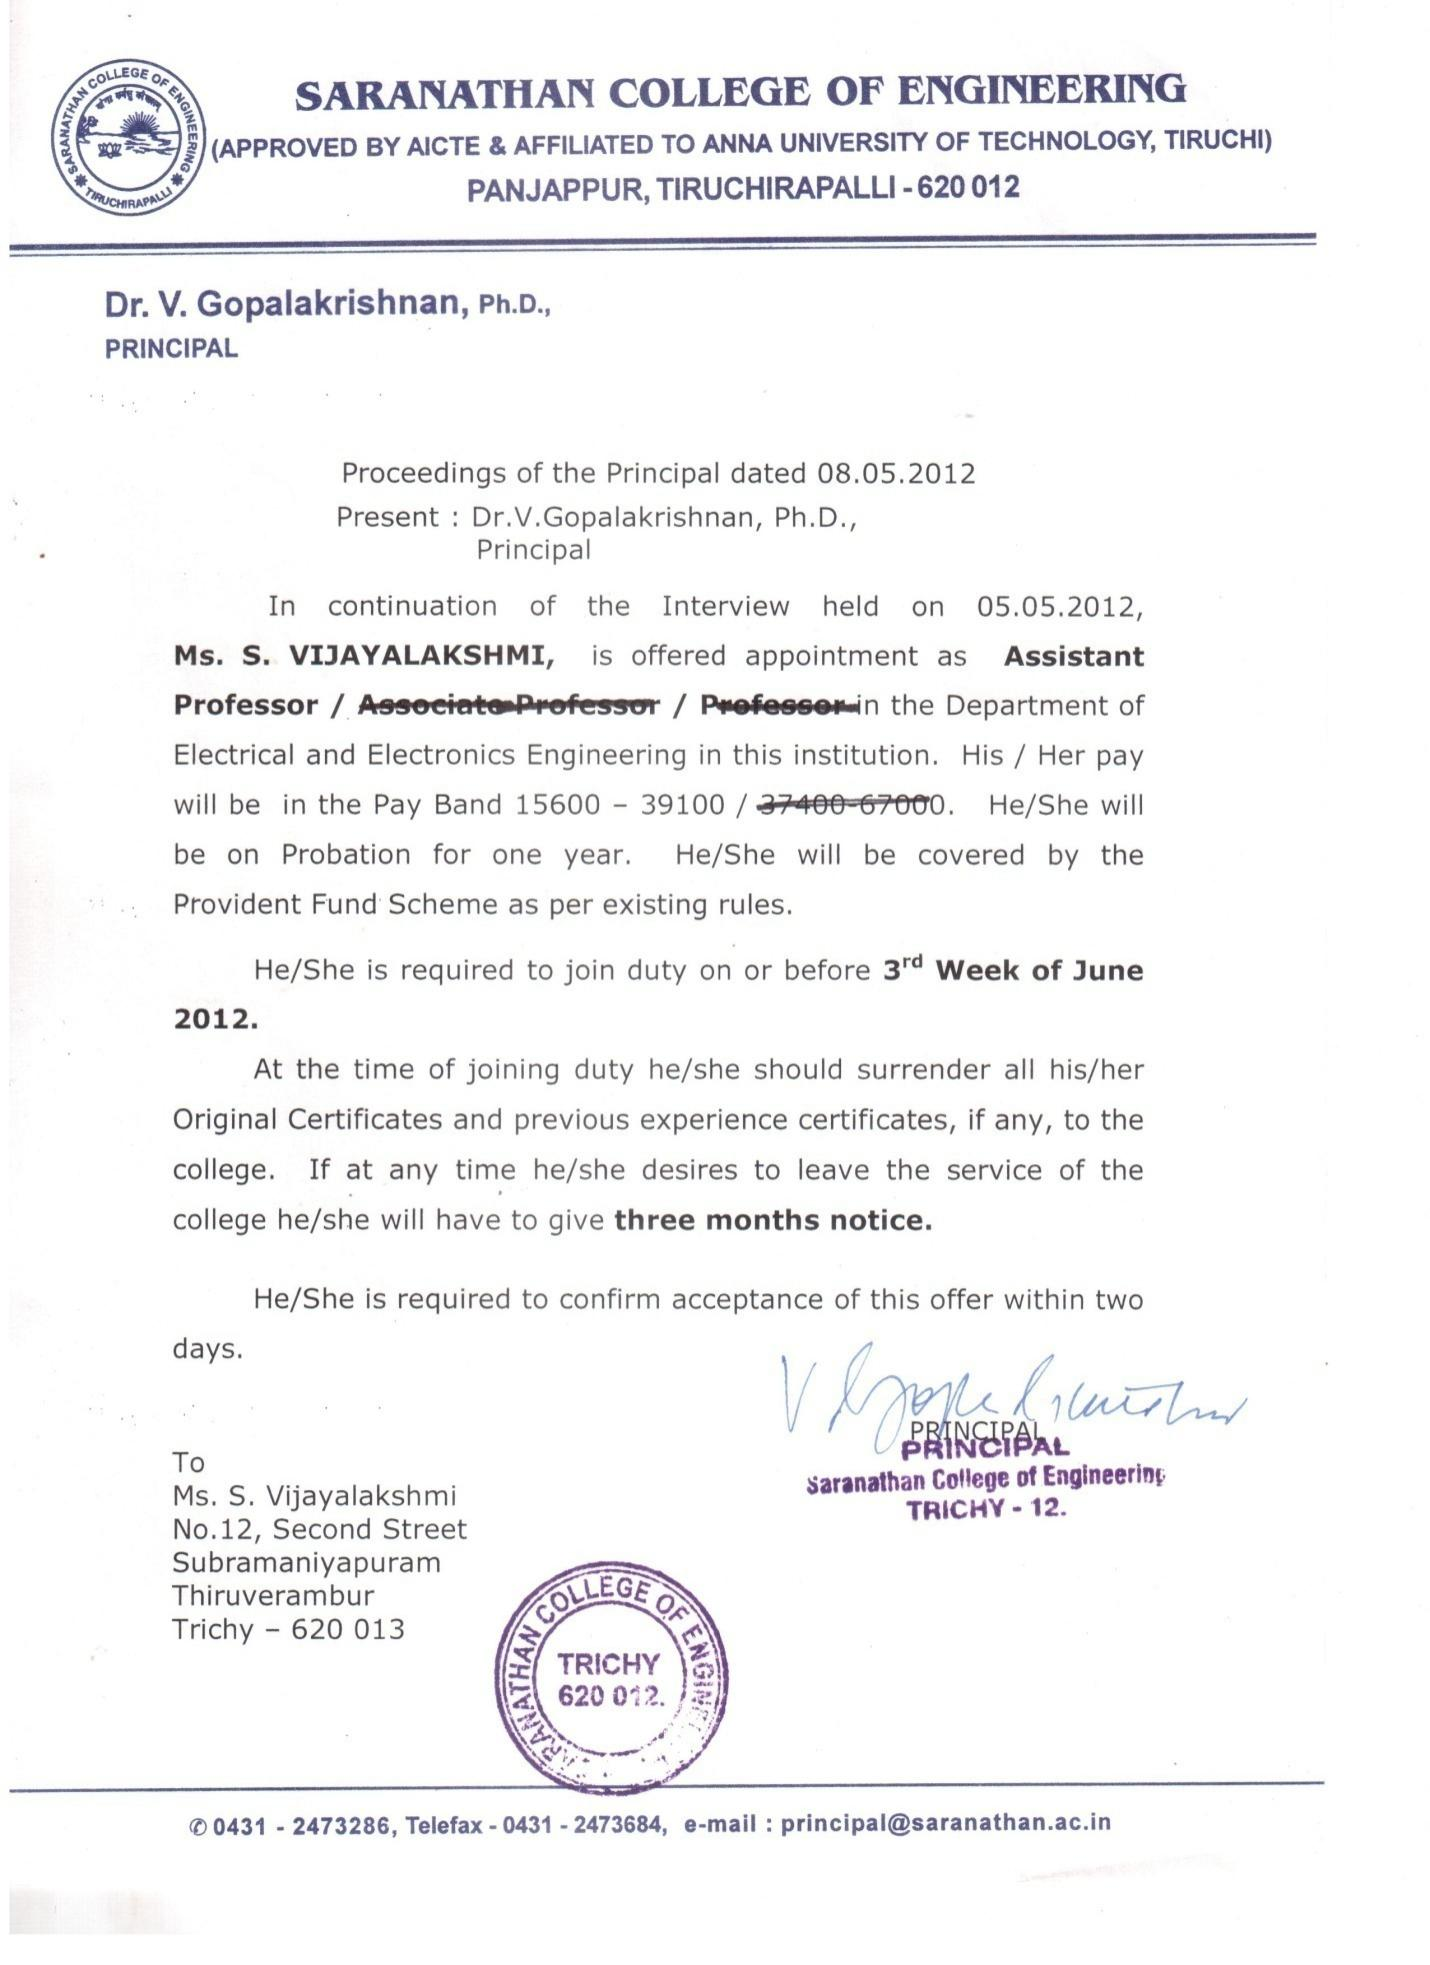 SARANATHAN COLLEGE OF ENGINEERING
TIRUCHIRAPALLI
SARANATHAN COLLEGE OF ENGINEERING
(APPROVED BY AICTE & AFFILIATED TO ANNA UNIVERSITY OF TECHNOLOGY, TIRUCHI)
PANJAPPUR, TIRUCHIRAPALLI - 620 012
Dr. V. Gopalakrishnan, Ph.D.,
PRINCIPAL
Proceedings of the Principal dated 08.05.2012
Present : Dr.V.Gopalakrishnan, Ph.D.,
Principal
In continuation of the Interview held on 05.05.2012,
Ms. S. VIJAYALAKSHMI, is offered appointment as Assistant
Professor / Associate Professor / Professor in the Department of
Electrical and Electronics Engineering in this institution. His / Her pay
will be in the Pay Band 15600 – 39100 / 37400-67000. He/She will
be on Probation for one year. He/She will be covered by the
Provident Fund Scheme as per existing rules.
He/She is required to join duty on or before 3rd Week of June
2012.
At the time of joining duty he/she should surrender all his/her
Original Certificates and previous experience certificates, if any, to the
college. If at any time he/she desires to leave the service of the
college he/she will have to give three months notice.
He/She is required to confirm acceptance of this offer within two
days.
V Gopalakrishnan
PRINCIPAL
PRINCIPAL
Saranathan College of Engineering
TRICHY - 12.
To
Ms. S. Vijayalakshmi
No.12, Second Street
Subramaniyapuram
Thiruverambur
Trichy – 620 013
SARANATHAN COLLEGE OF ENGINEE
TRICHY
620 012.
✆ 0431 - 2473286, Telefax - 0431 - 2473684, e-mail : principal@saranathan.ac.in